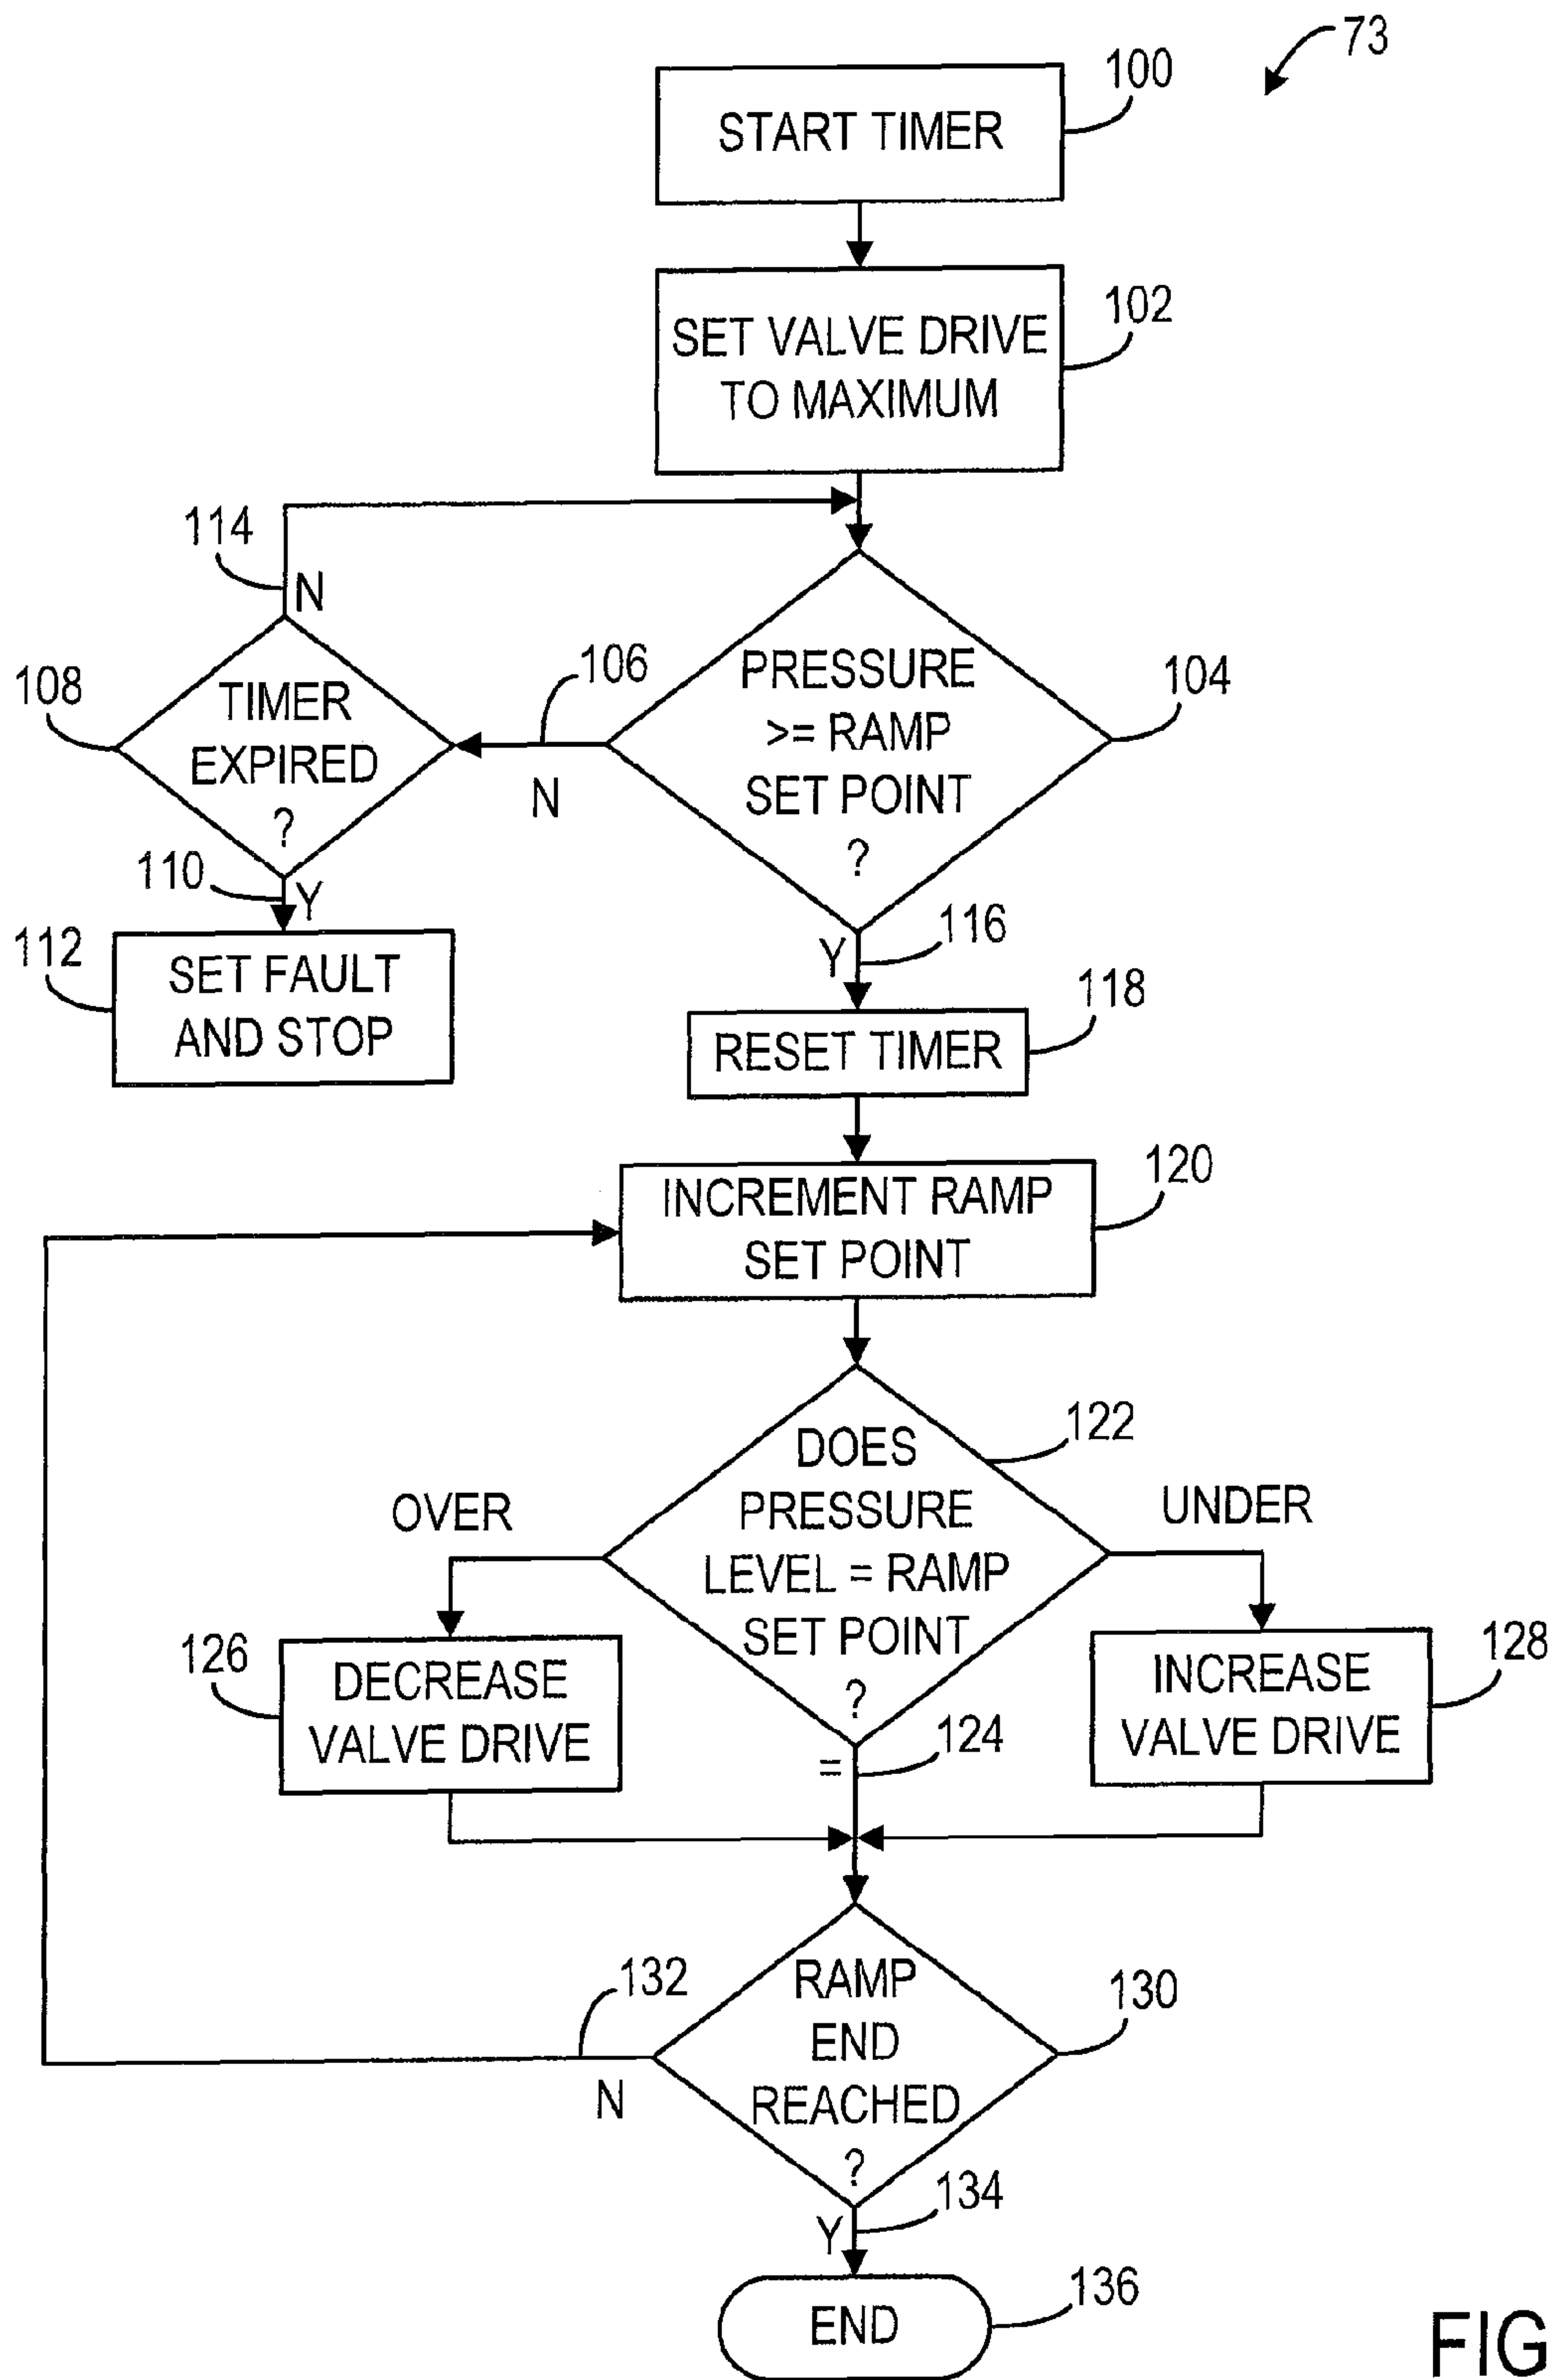 73
100
START TIMER
102
SET VALVE DRIVE
TO MAXIMUM
114
N
104
PRESSURE
>= RAMP
SET POINT
?
106
N
108
TIMER
EXPIRED
?
110
Y
112
SET FAULT
AND STOP
116
Y
118
RESET TIMER
120
INCREMENT RAMP
SET POINT
122
DOES
PRESSURE
LEVEL = RAMP
SET POINT
?
OVER
UNDER
126
DECREASE
VALVE DRIVE
128
INCREASE
VALVE DRIVE
124
=
130
RAMP
END
REACHED
?
132
N
134
Y
136
END
FIG